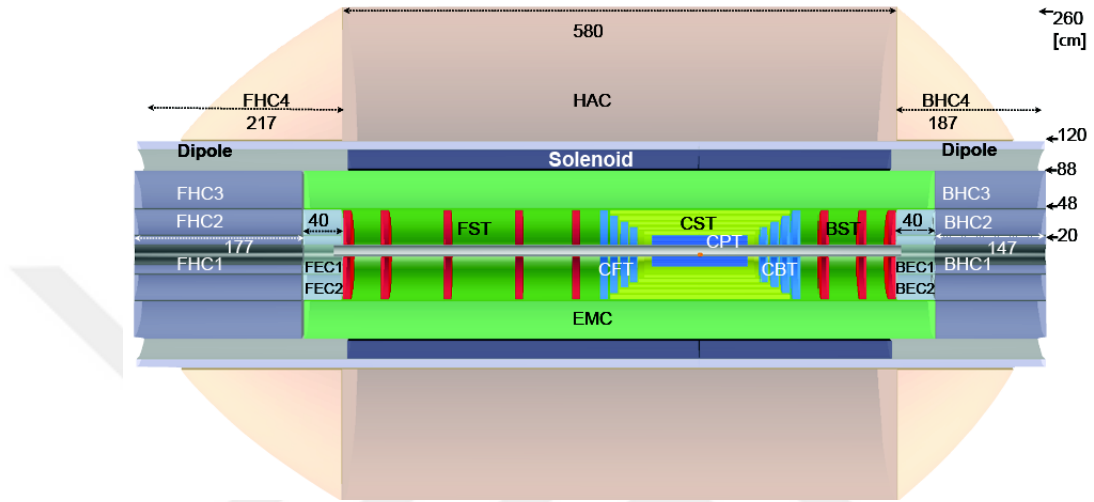 260
[cm]
580
FHC4
HAC
BHC4
217
187
120
Dipole
Solenoid
Dipole
88
FHC3
BHC3
48
FHC2
40
FST
CST
BST
40
BHC2
20
177
CPT
147
FHC1
FEC1
CFT
CBT
BEC1
BHC1
FEC2
BEC2
EMC